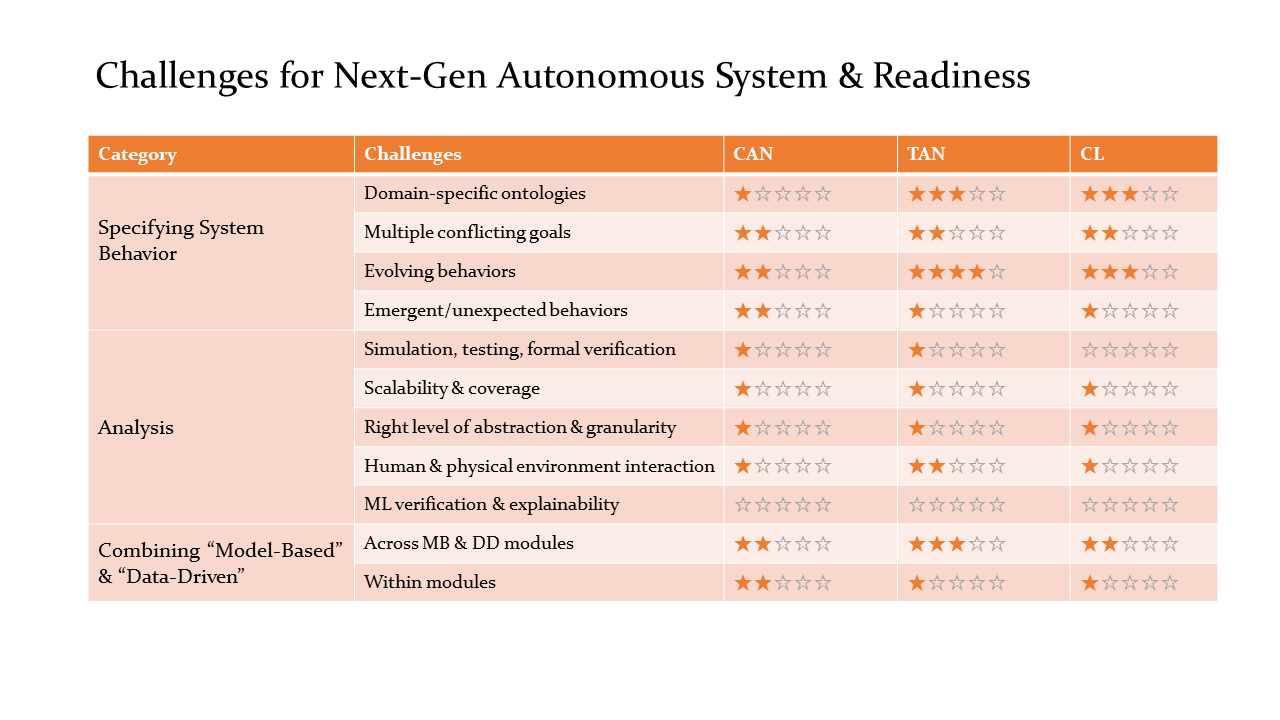 Challenges for Next-Gen Autonomous System & Readiness
Category Challenges CAN TAN CL
Specifying System
Behavior
Domain-specific ontologies ★☆☆☆☆ ★★★☆☆ ★★★☆☆
Multiple conflicting goals ★★☆☆☆ ★★☆☆☆ ★★☆☆☆
Evolving behaviors ★★☆☆☆ ★★★★☆ ★★★☆☆
Emergent/unexpected behaviors ★★☆☆☆ ★☆☆☆☆ ★☆☆☆☆
Analysis
Simulation, testing, formal verification ★☆☆☆☆ ★☆☆☆☆ ☆☆☆☆☆
Scalability & coverage ★☆☆☆☆ ★☆☆☆☆ ★☆☆☆☆
Right level of abstraction & granularity ★☆☆☆☆ ★☆☆☆☆ ★☆☆☆☆
Human & physical environment interaction ★☆☆☆☆ ★★☆☆☆ ★☆☆☆☆
ML verification & explainability ☆☆☆☆☆ ☆☆☆☆☆ ☆☆☆☆☆
Combining “Model-Based”
& “Data-Driven”
Across MB & DD modules ★★☆☆☆ ★★★☆☆ ★★☆☆☆
Within modules ★★☆☆☆ ★☆☆☆☆ ★☆☆☆☆